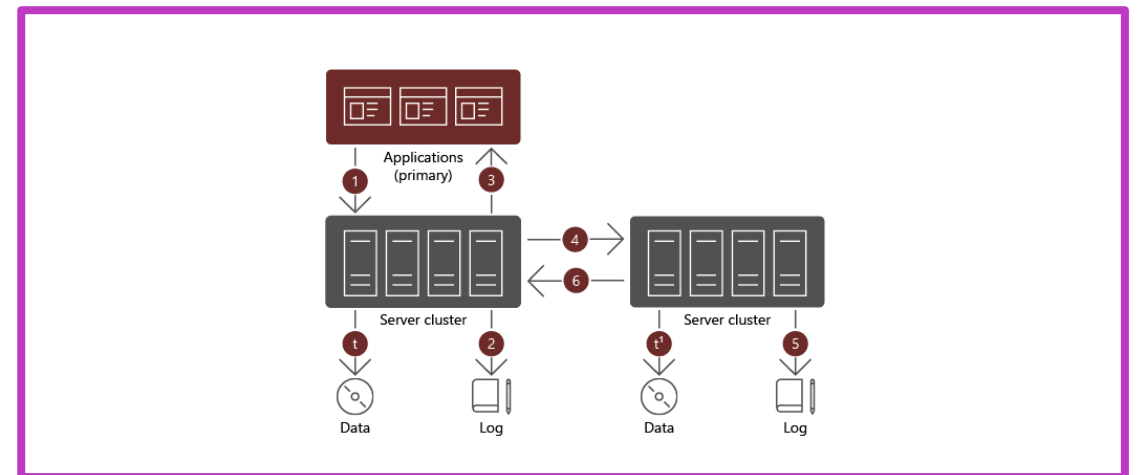 Applications
(primary)
1
3
4
6
Server cluster
Server cluster
t
2
t¹
5
Data
Log
Data
Log